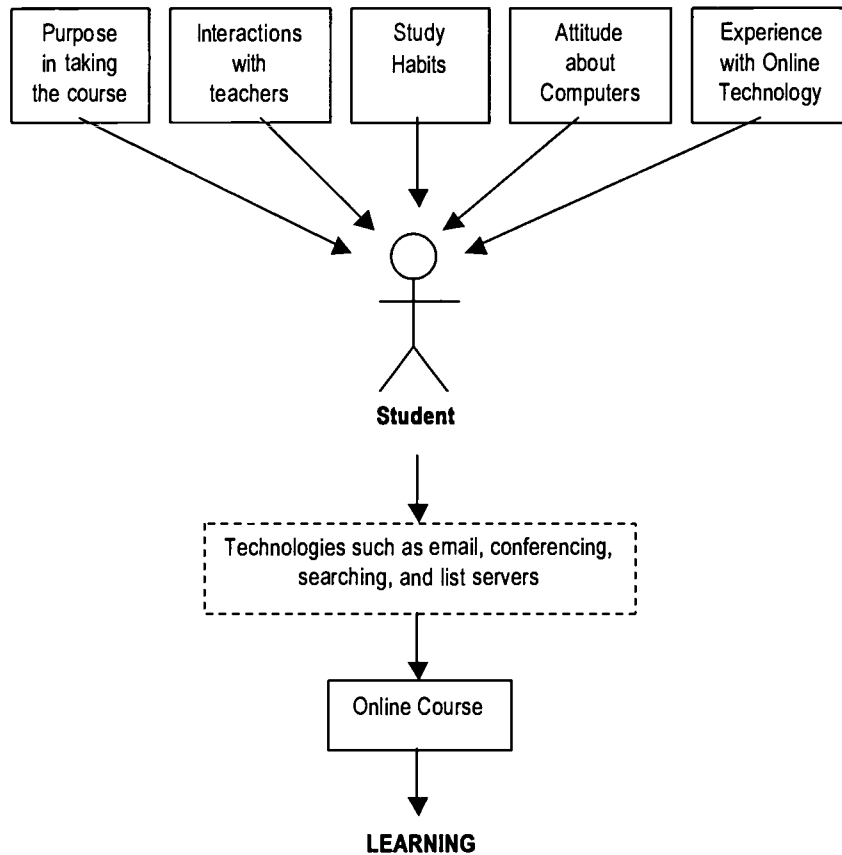 Purpose
in taking
the course
Interactions
with
teachers
Study
Habits
Attitude
about
Computers
Experience
with Online
Technology
Student
Technologies such as email, conferencing,
searching, and list servers
Online Course
LEARNING